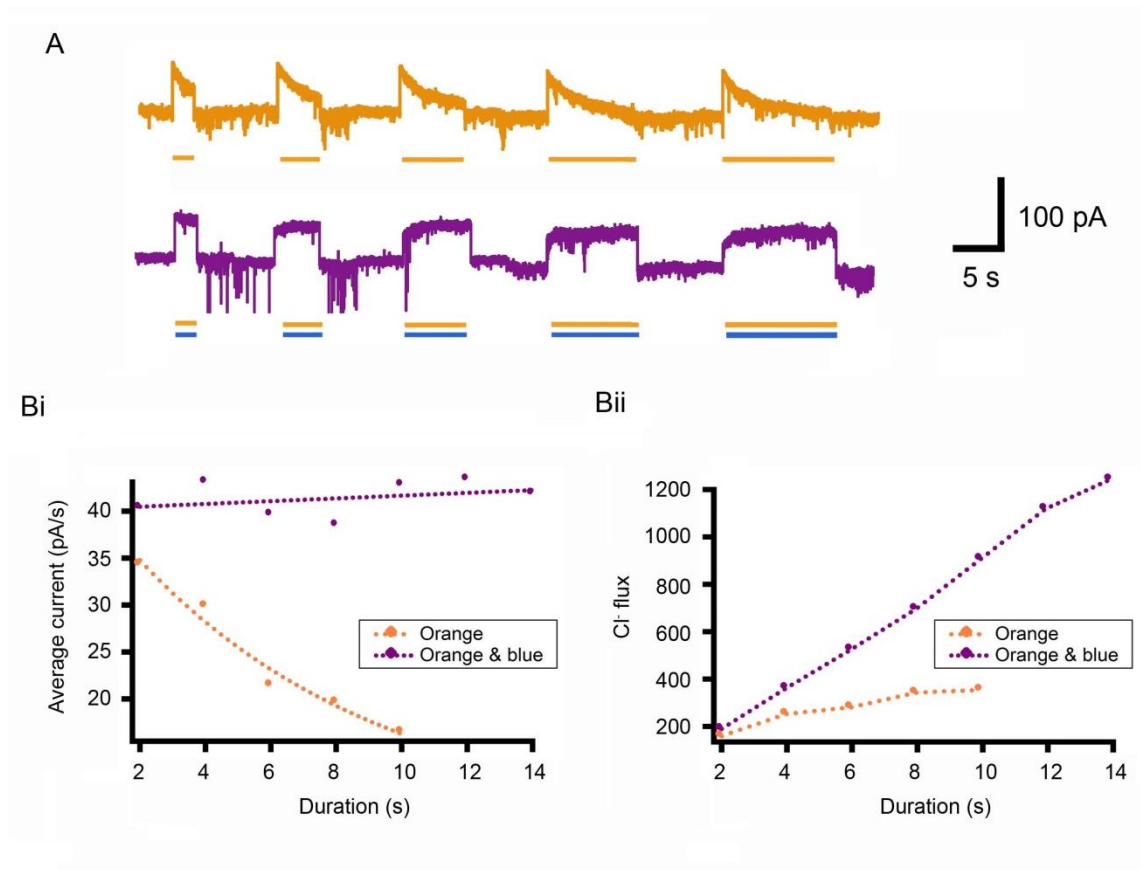 A
100 pA
5 s
Bi
Bii
Average current (pA/s)
40
35
30
25
20
2 4 6 8 10 12 14
Duration (s)
Orange
Orange & blue
Cl- flux
1200
1000
800
600
400
200
2 4 6 8 10 12 14
Duration (s)
Orange
Orange & blue